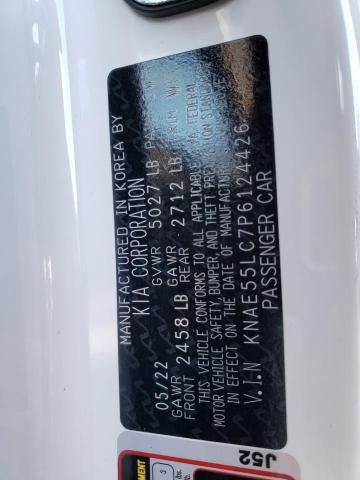 MANUFACTURED IN KOREA BY
KIA CORPORATION
05/22 GVWR 5027 LB
GAWR GAWR
FRONT 2458 LB REAR 2712 LB
THIS VEHICLE CONFORMS TO ALL APPLICABLE U.S.A. FEDERAL
MOTOR VEHICLE SAFETY, BUMPER, AND THEFT PREVENTION STANDARDS
IN EFFECT ON THE DATE OF MANUFACTURE
V.I.N KNAE55LC7P6124426
PASSENGER CAR
J52